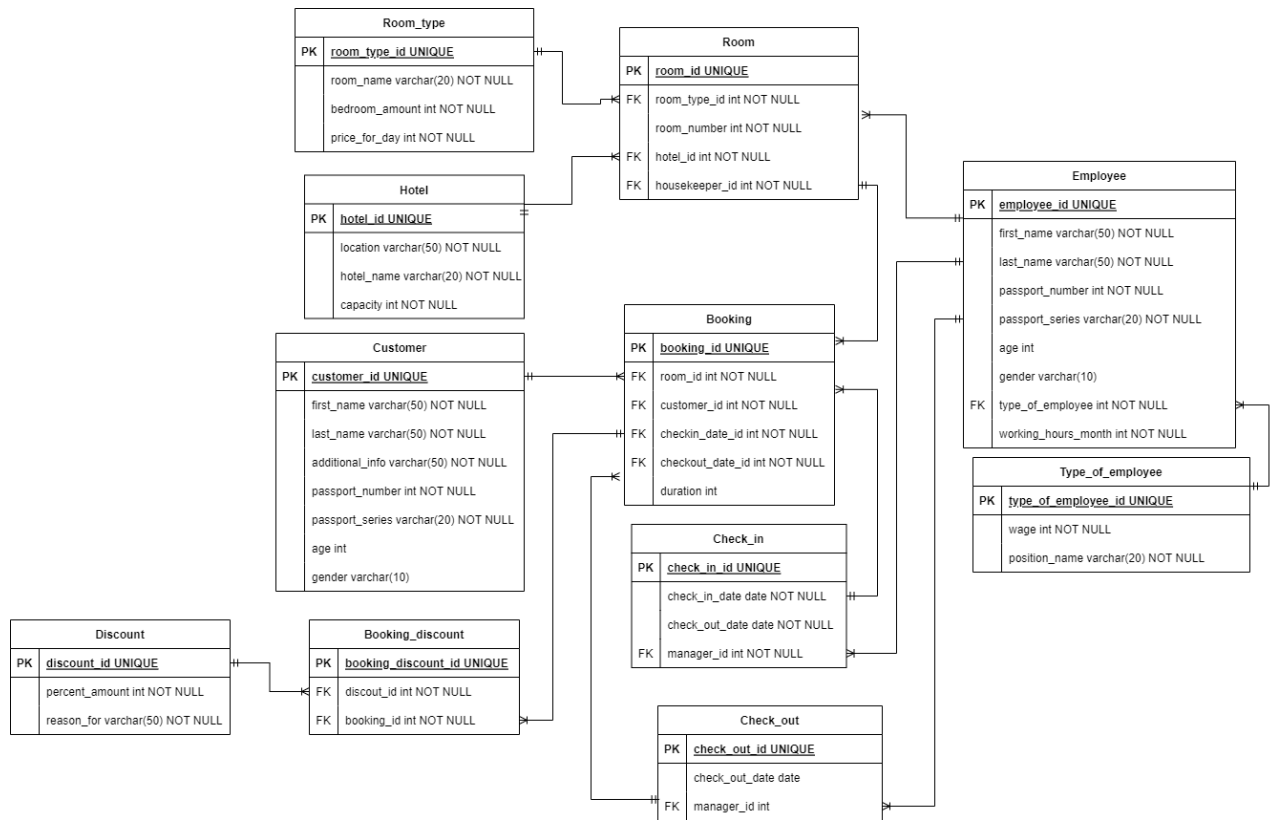 Room_type
PK room_type_id UNIQUE
room_name varchar(20) NOT NULL
bedroom_amount int NOT NULL
price_for_day int NOT NULL
Room
PK room_id UNIQUE
FK room_type_id int NOT NULL
room_number int NOT NULL
FK hotel_id int NOT NULL
FK housekeeper_id int NOT NULL
Hotel
PK hotel_id UNIQUE
location varchar(50) NOT NULL
hotel_name varchar(20) NOT NULL
capacity int NOT NULL
Employee
PK employee_id UNIQUE
first_name varchar(50) NOT NULL
last_name varchar(50) NOT NULL
passport_number int NOT NULL
passport_series varchar(20) NOT NULL
age int
gender varchar(10)
FK type_of_employee int NOT NULL
working_hours_month int NOT NULL
Booking
PK booking_id UNIQUE
FK room_id int NOT NULL
FK customer_id int NOT NULL
FK checkin_date_id int NOT NULL
FK checkout_date_id int NOT NULL
duration int
Customer
PK customer_id UNIQUE
first_name varchar(50) NOT NULL
last_name varchar(50) NOT NULL
additional_info varchar(50) NOT NULL
passport_number int NOT NULL
passport_series varchar(20) NOT NULL
age int
gender varchar(10)
Type_of_employee
PK type_of_employee_id UNIQUE
wage int NOT NULL
position_name varchar(20) NOT NULL
Check_in
PK check_in_id UNIQUE
check_in_date date NOT NULL
check_out_date date NOT NULL
FK manager_id int NOT NULL
Discount
PK discount_id UNIQUE
percent_amount int NOT NULL
reason_for varchar(50) NOT NULL
Booking_discount
PK booking_discount_id UNIQUE
FK discout_id int NOT NULL
FK booking_id int NOT NULL
Check_out
PK check_out_id UNIQUE
check_out_date date
FK manager_id int